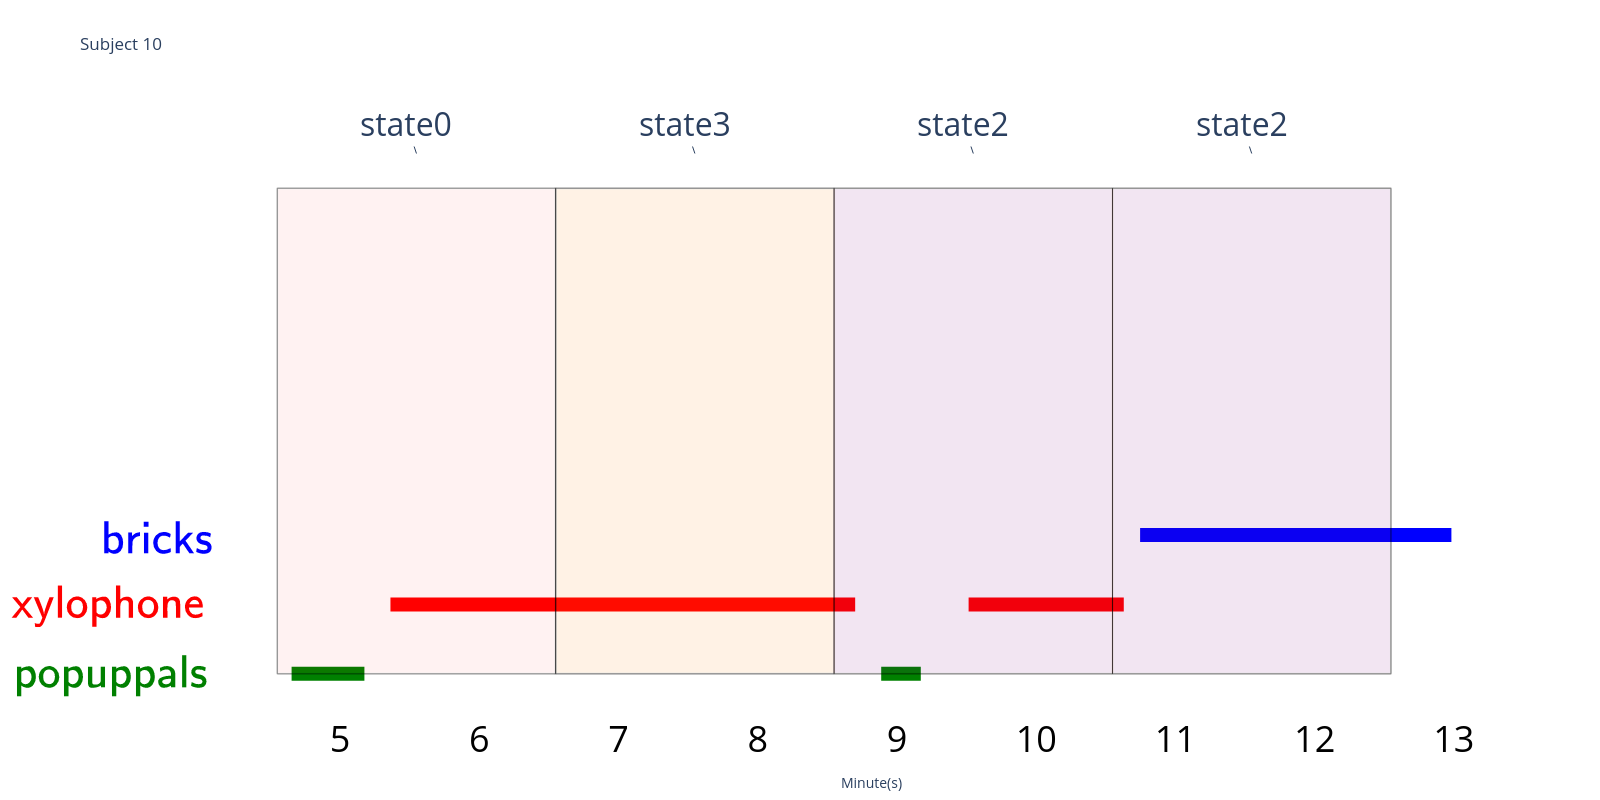 Subject 10
state0 state3 state2 state2
bricks
xylophone
popuppals
5 6 7 8 9 10 11 12 13
Minute(s)